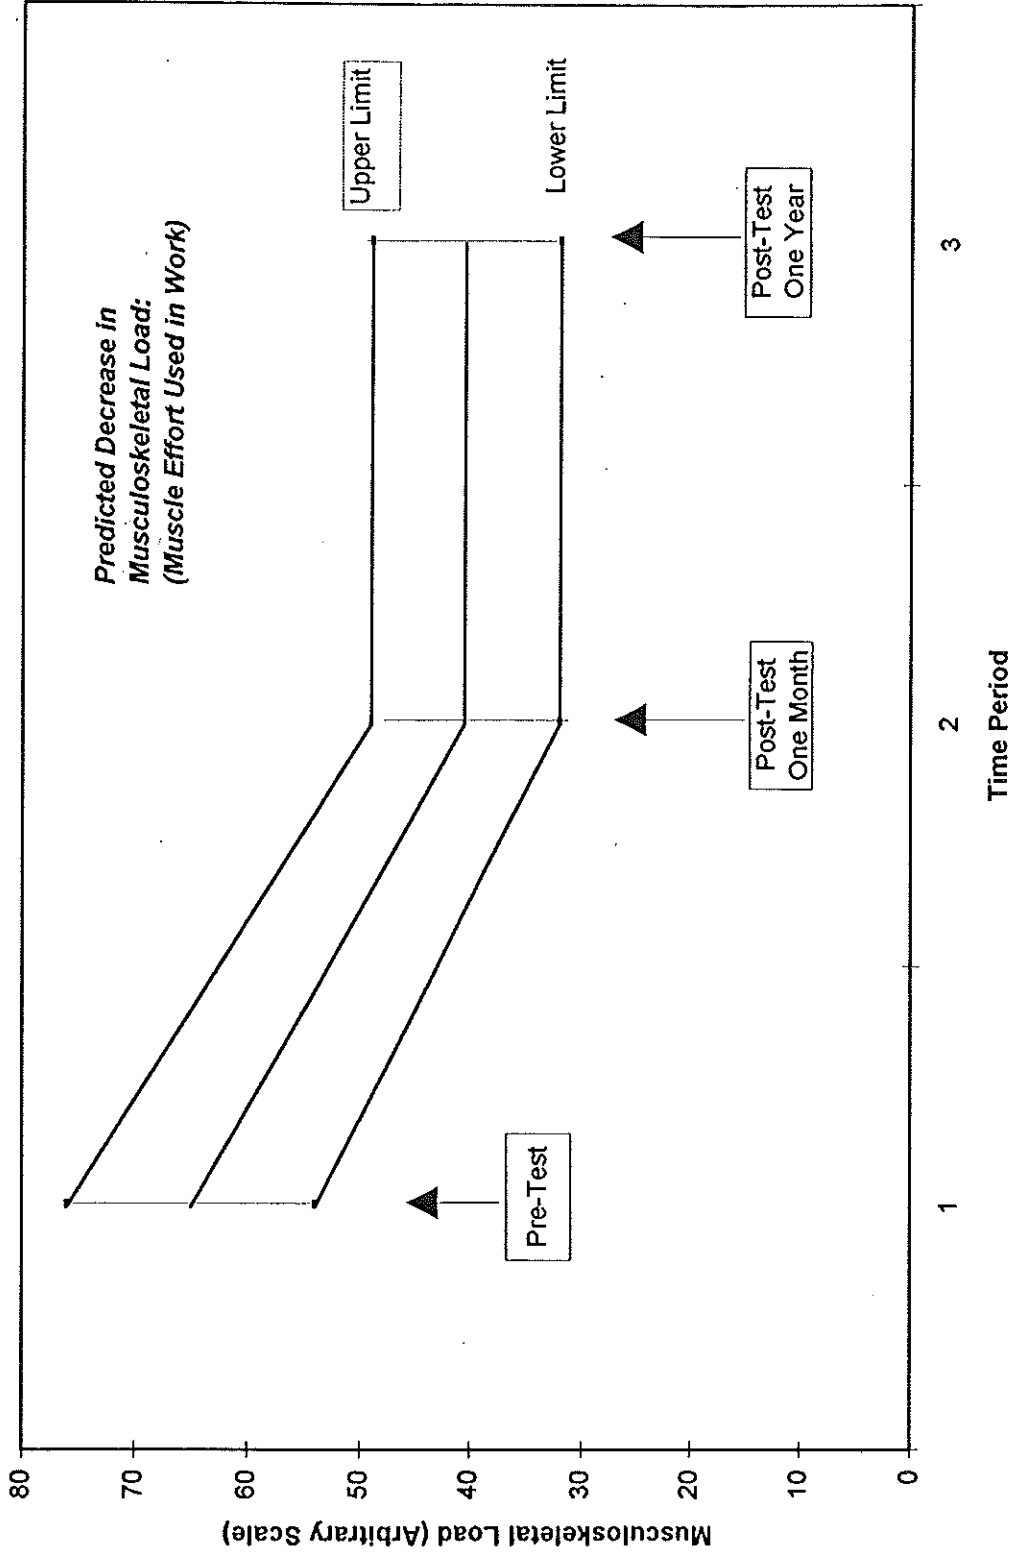 Predicted Decrease in
Musculoskeletal Load:
(Muscle Effort Used in Work)
Musculoskeletal Load (Arbitrary Scale)
80
70
60
50
40
30
20
10
0
Upper Limit
Lower Limit
Pre-Test
Post-Test
One Month
Post-Test
One Year
1
2
3
Time Period